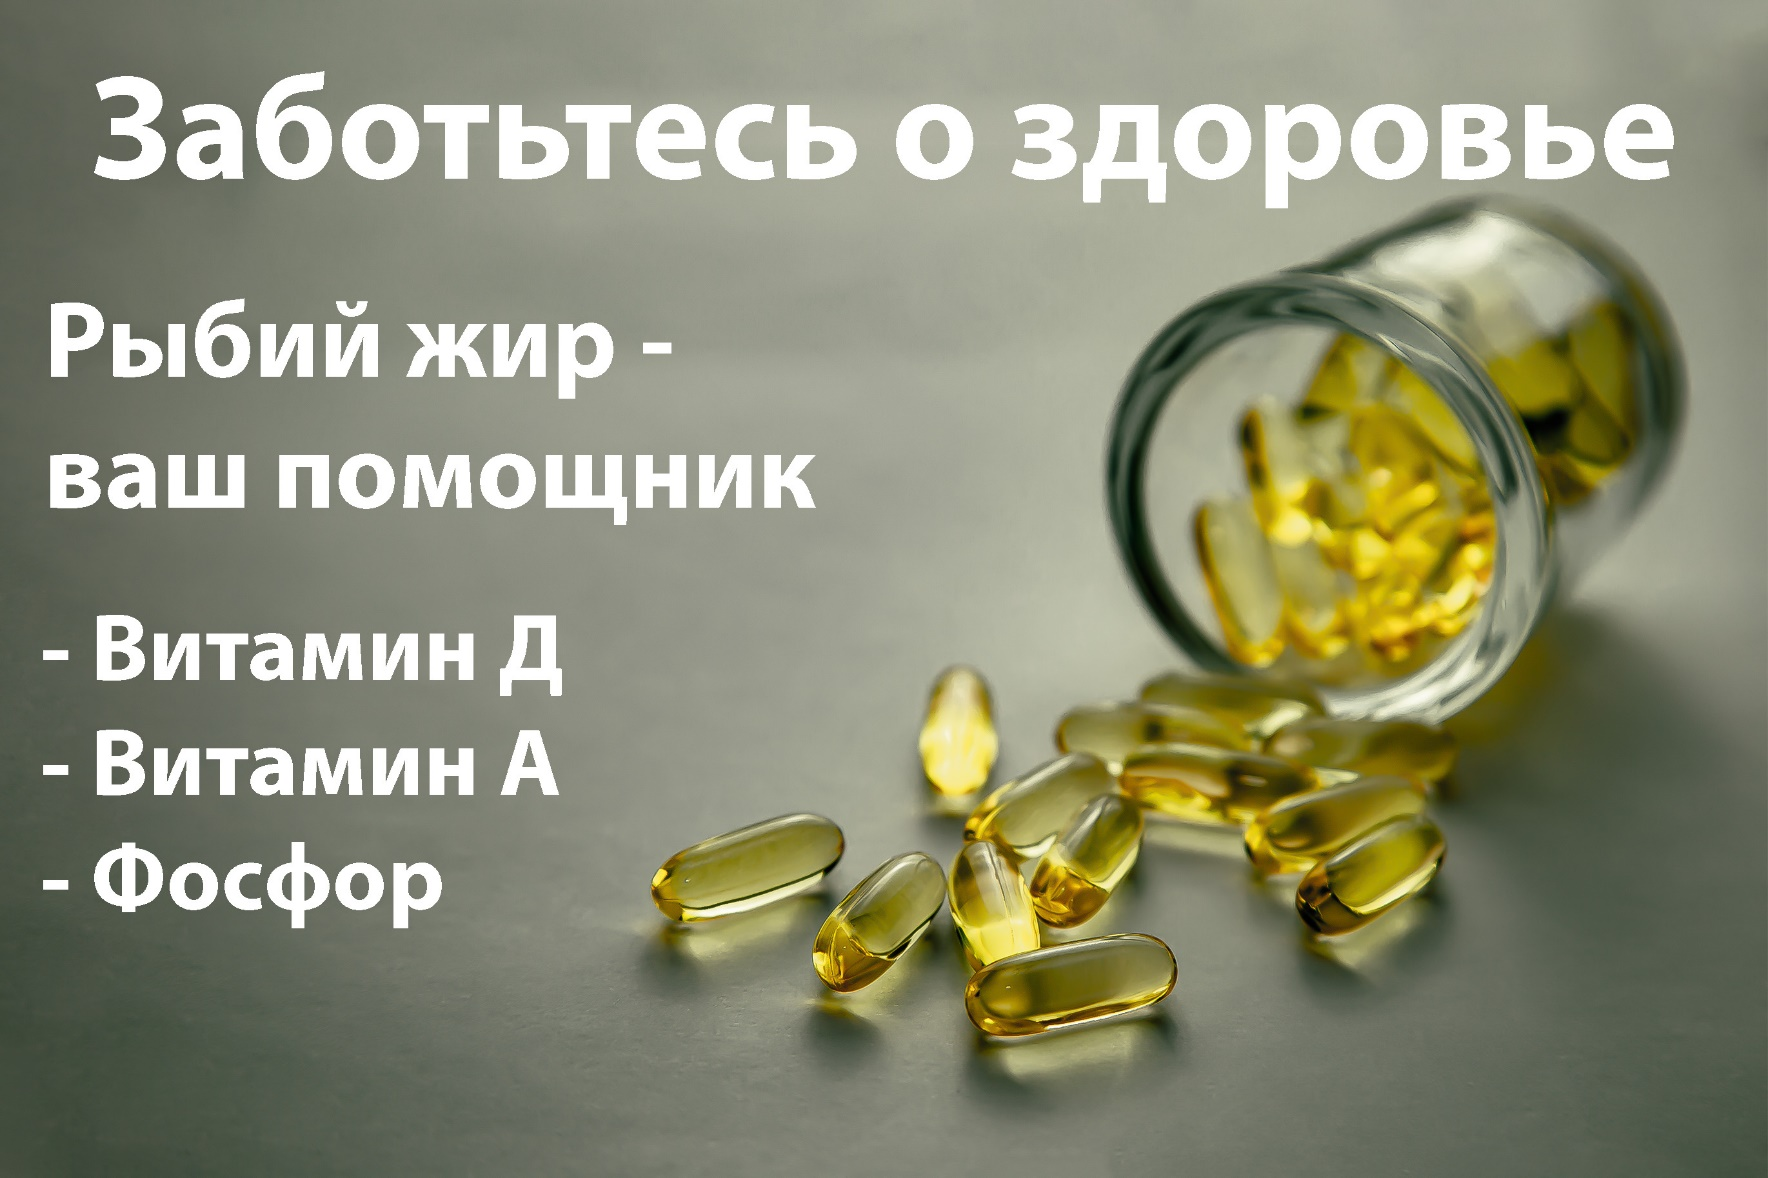 Заботьтесь о здоровье
Рыбий жир -
ваш помощник
- Витамин Д
- Витамин А
- Фосфор